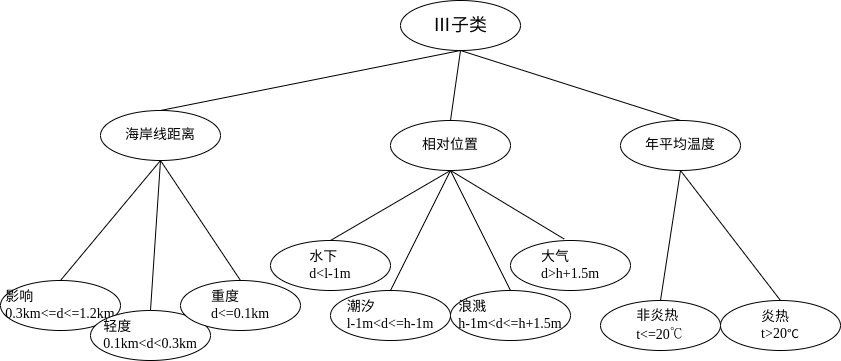 III子类
海岸线距离
相对位置
年平均温度
水下
d<l-1m
大气
d>h+1.5m
影响
0.3km<=d<=1.2km
重度
d<=0.1km
潮汐
l-1m<d<=h-1m
浪溅
h-1m<d<=h+1.5m
非炎热
t<=20℃
炎热
t>20℃
轻度
0.1km<d<0.3km